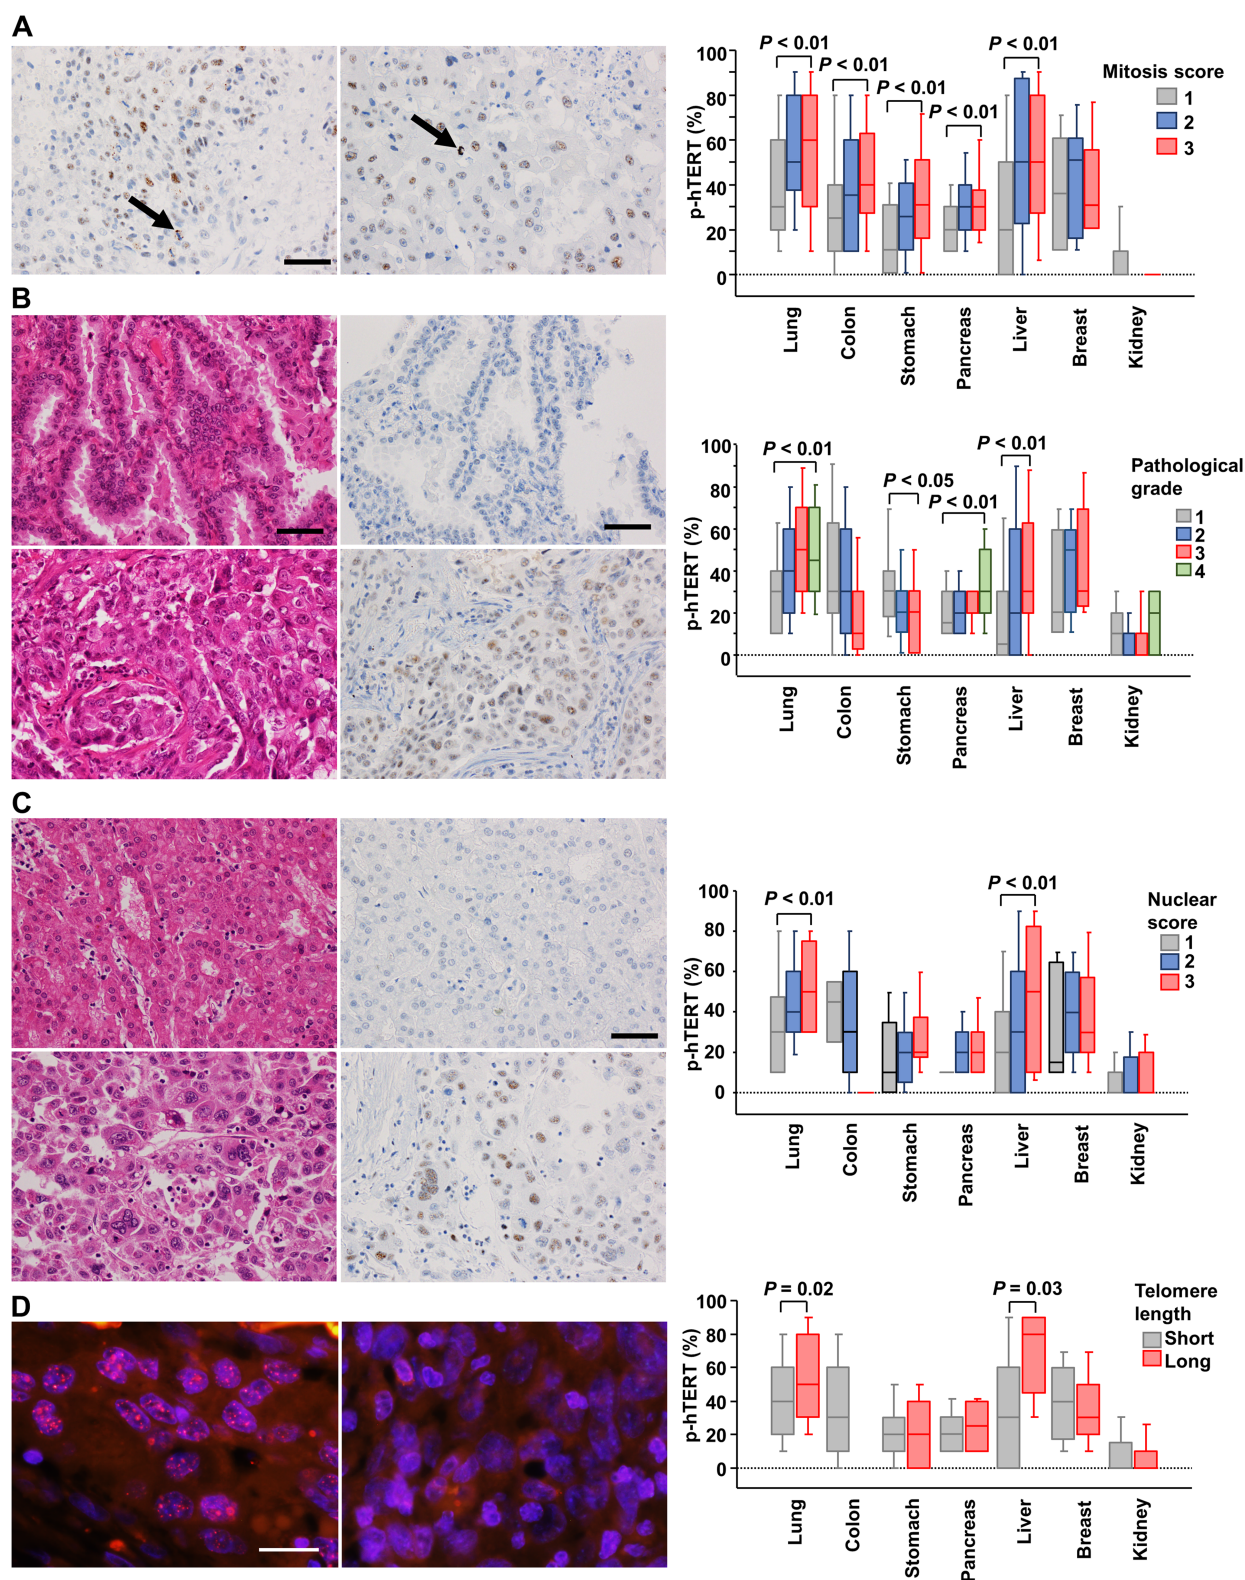 A
p-hTERT (%)
100
80
60
40
20
0
P < 0.01
P < 0.01
P < 0.01
P < 0.01
P < 0.01
Mitosis score
1
2
3
Lung
Colon
Stomach
Pancreas
Liver
Breast
Kidney
B
p-hTERT (%)
100
80
60
40
20
0
P < 0.01
P < 0.05
P < 0.01
P < 0.01
Pathological
grade
1
2
3
4
Lung
Colon
Stomach
Pancreas
Liver
Breast
Kidney
C
p-hTERT (%)
100
80
60
40
20
0
P < 0.01
P < 0.01
Nuclear
score
1
2
3
Lung
Colon
Stomach
Pancreas
Liver
Breast
Kidney
D
p-hTERT (%)
100
80
60
40
20
0
P = 0.02
P = 0.03
Telomere
length
Short
Long
Lung
Colon
Stomach
Pancreas
Liver
Breast
Kidney